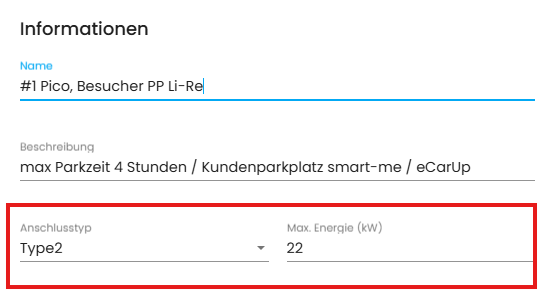 Informationen
Name
#1 Pico, Besucher PP Li-Re
Beschreibung
max Parkzeit 4 Stunden / Kundenparkplatz smart-me / eCarUp
Anschlusstyp
Max. Energie (kW)
Type2
22